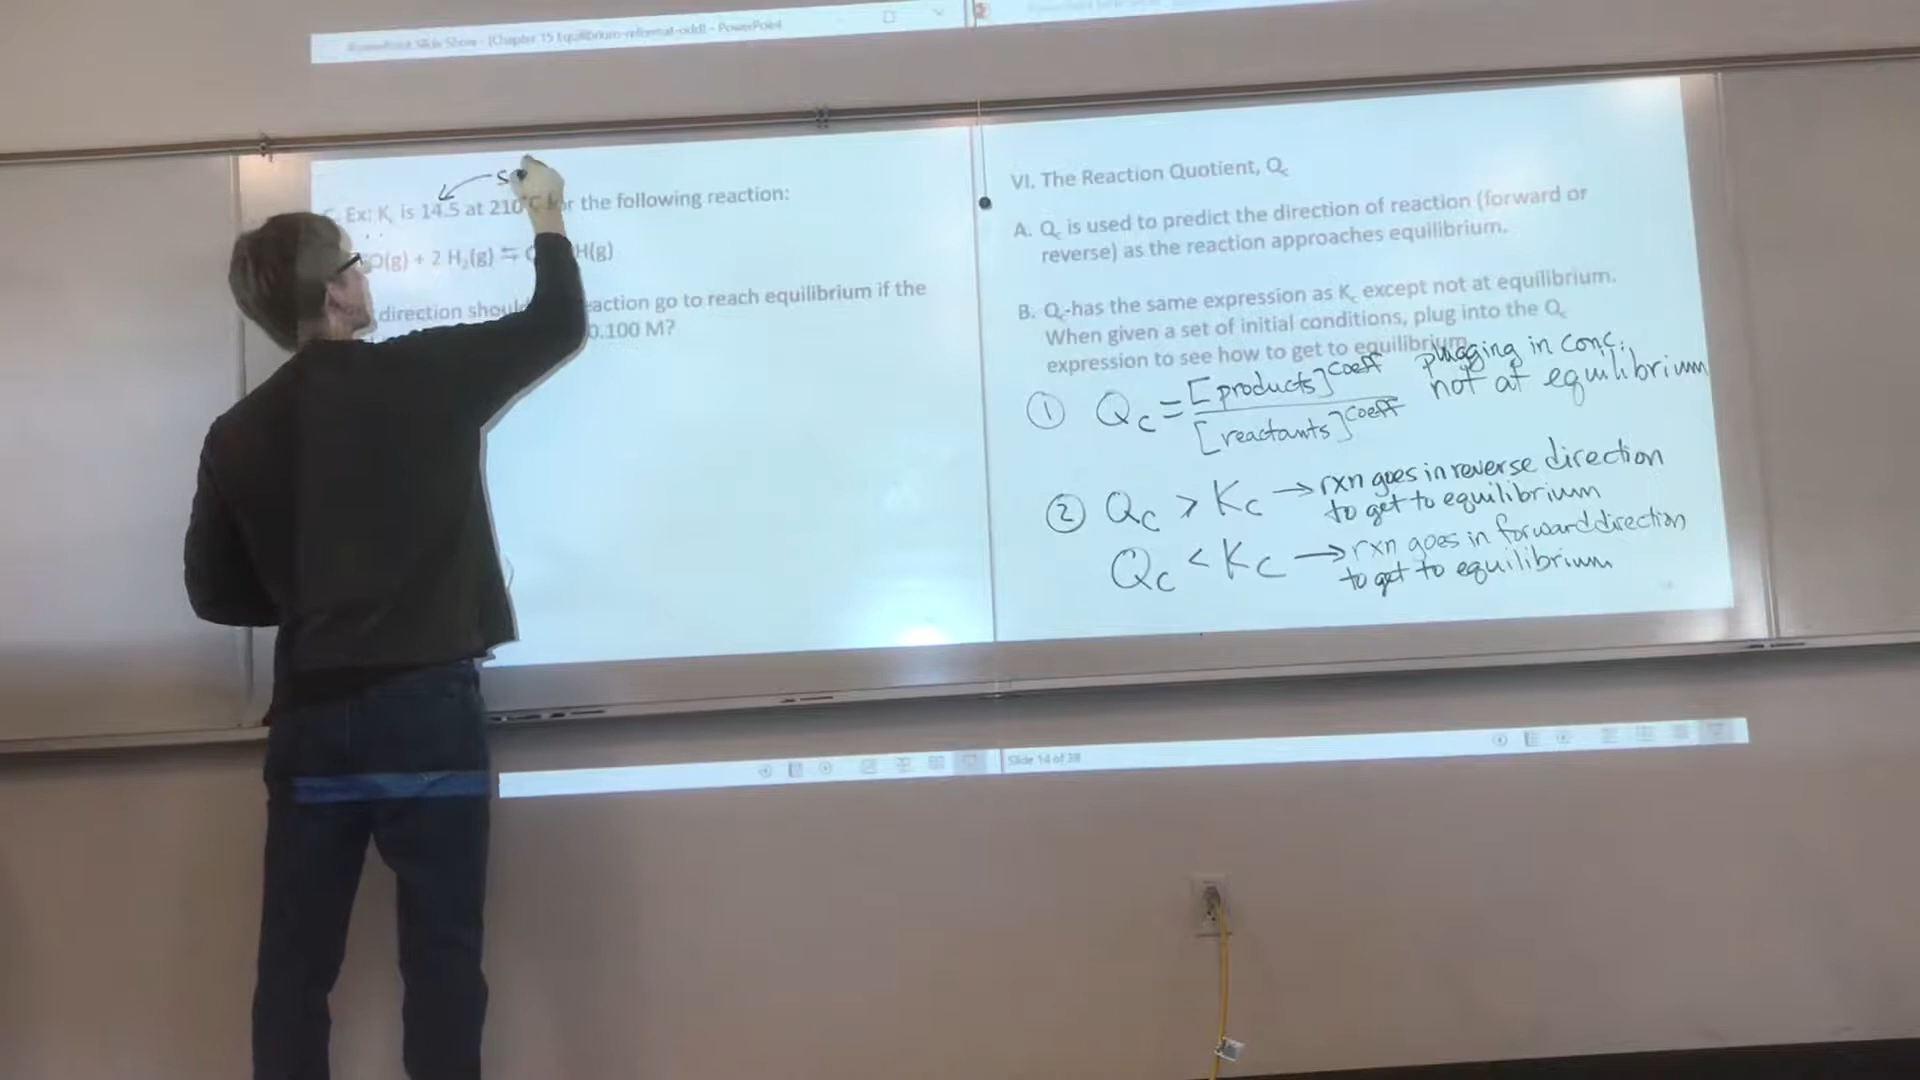 PowerPoint Slide Show - [Chapter 15 Equilibrium-reformat-odd] - PowerPoint
S
Ex: Kc is 14.5 at 210°C for the following reaction:
O(g) + 2 H₂(g) ⇆ H(g)
direction should reaction go to reach equilibrium if the
0.100 M?
VI. The Reaction Quotient, Qc
A. Qc is used to predict the direction of reaction (forward or
reverse) as the reaction approaches equilibrium.
B. Qc-has the same expression as Kc except not at equilibrium.
When given a set of initial conditions, plug into the Qc
expression to see how to get to equilibrium.
① Qc = [products]^coeff / [reactants]^coeff
plugging in conc.
not at equilibrium
② Qc > Kc → rxn goes in reverse direction
to get to equilibrium
Qc < Kc → rxn goes in forward direction
to get to equilibrium
Slide 14 of 38